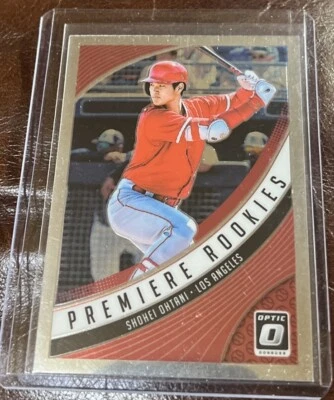 PREMIERE ROOKIES
SHOHEI OHTANI • LOS ANGELES
OPTIC
DONRUSS